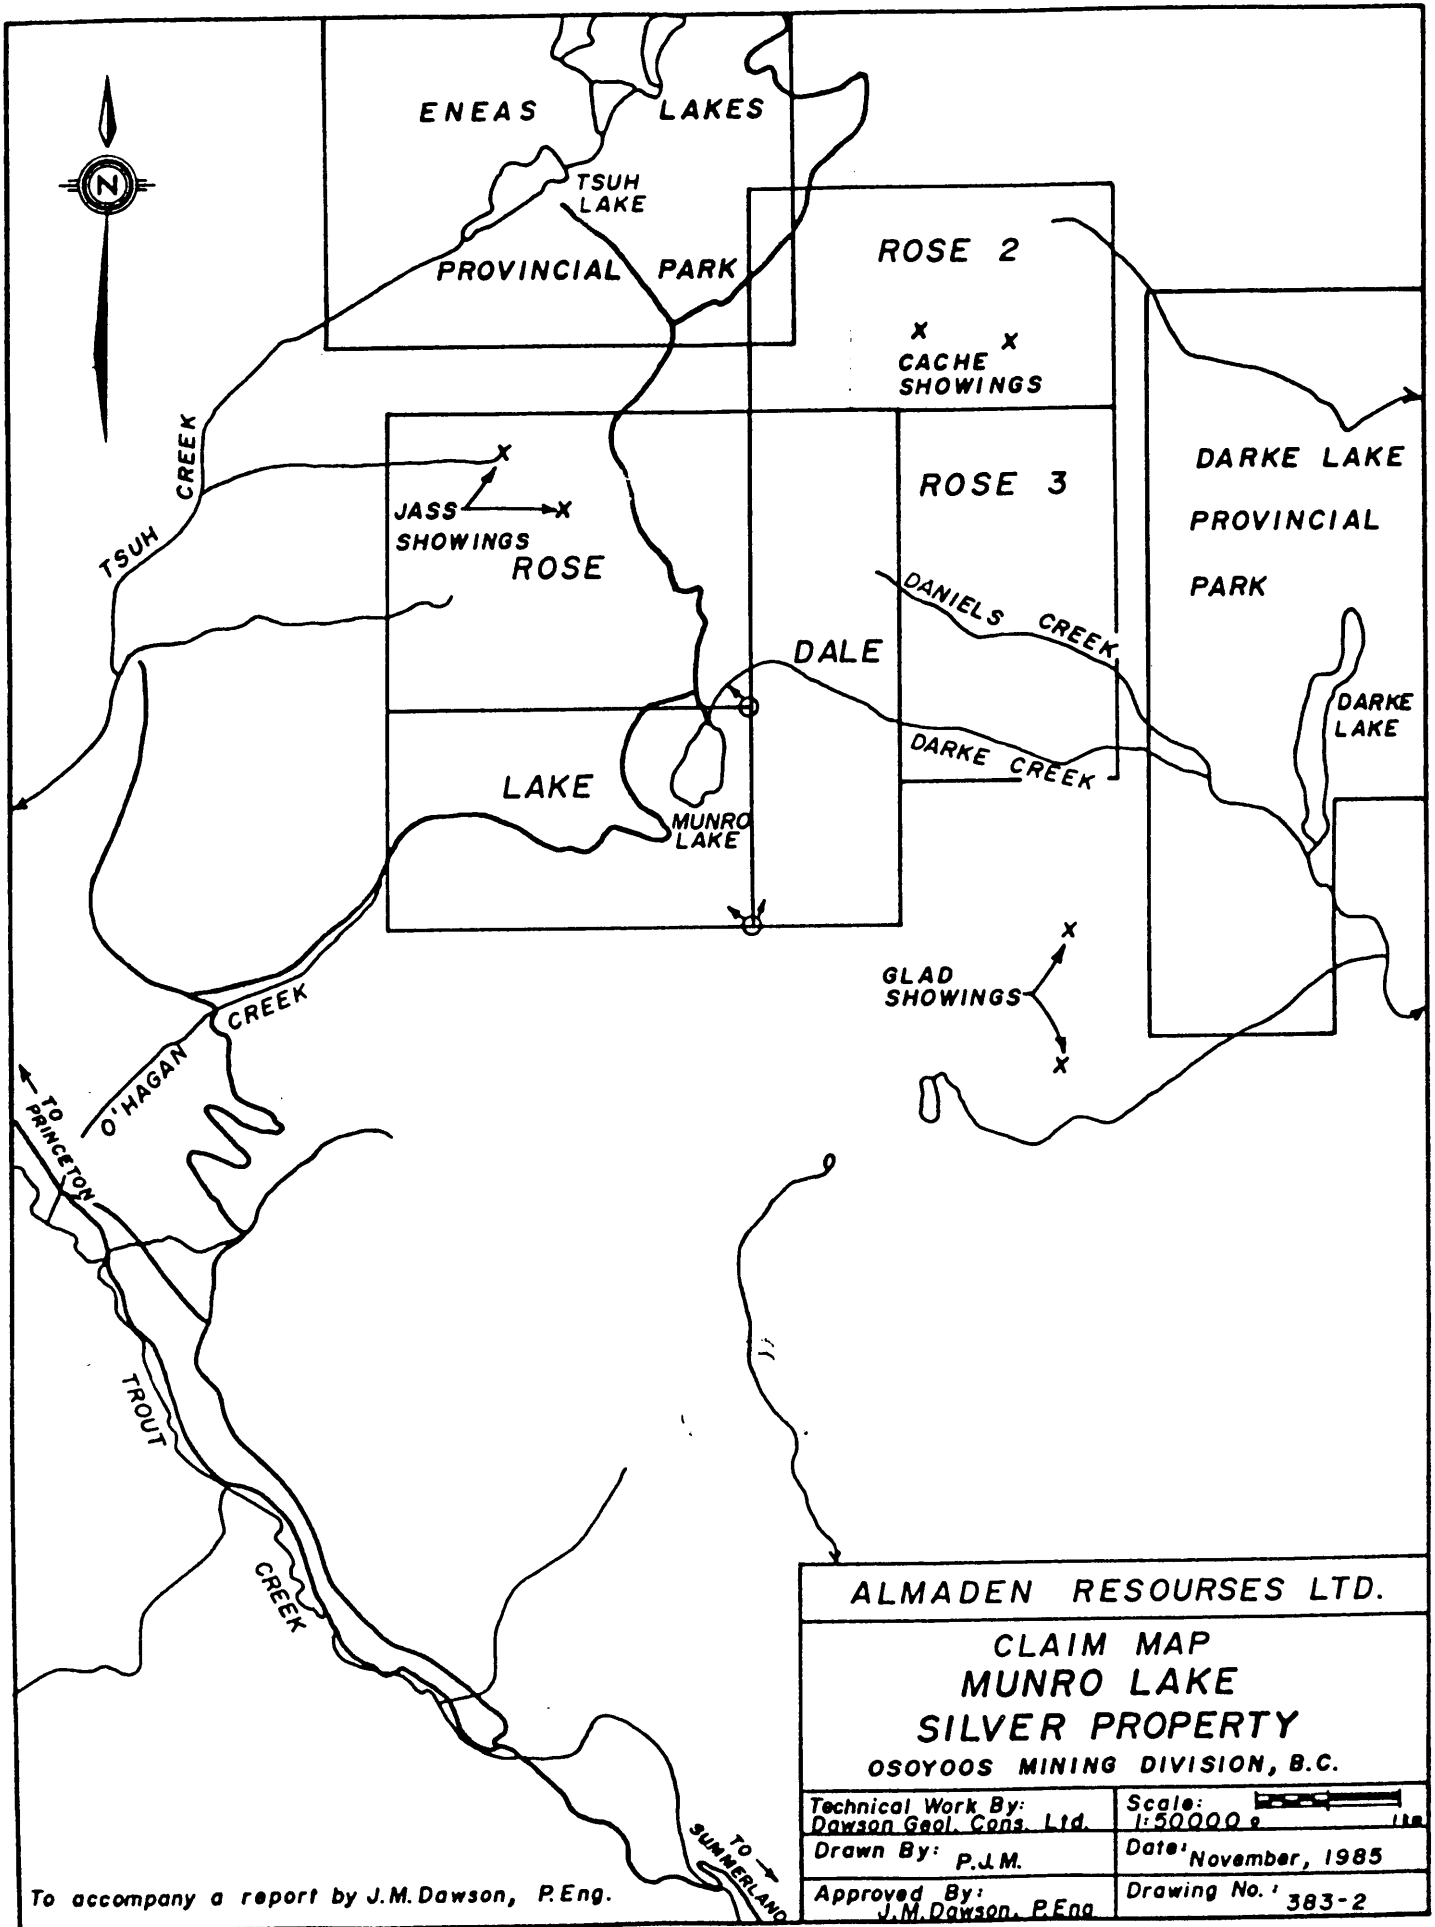 ENEAS LAKES
N
TSUH
LAKE
PROVINCIAL PARK
ROSE 2
X X
CACHE
SHOWINGS
TSUH CREEK
X
JASS X
SHOWINGS
ROSE
ROSE 3
DARKE LAKE
PROVINCIAL
PARK
DANIELS CREEK
DALE
DARKE
LAKE
DARKE CREEK
LAKE
MUNRO
LAKE
X
GLAD
SHOWINGS
X
O'HAGAN CREEK
TO
PRINCETON
TROUT CREEK
TO
SUMMERLAND
ALMADEN RESOURSES LTD.
CLAIM MAP
MUNRO LAKE
SILVER PROPERTY
OSOYOOS MINING DIVISION, B.C.
Technical Work By:
Dawson Geol. Cons. Ltd.
Scale:
1:50000 0 1 km
Drawn By: P.J.M.
Date: November, 1985
Approved By:
J.M. Dawson, P.Eng
Drawing No.: 383-2
To accompany a report by J.M. Dawson, P.Eng.